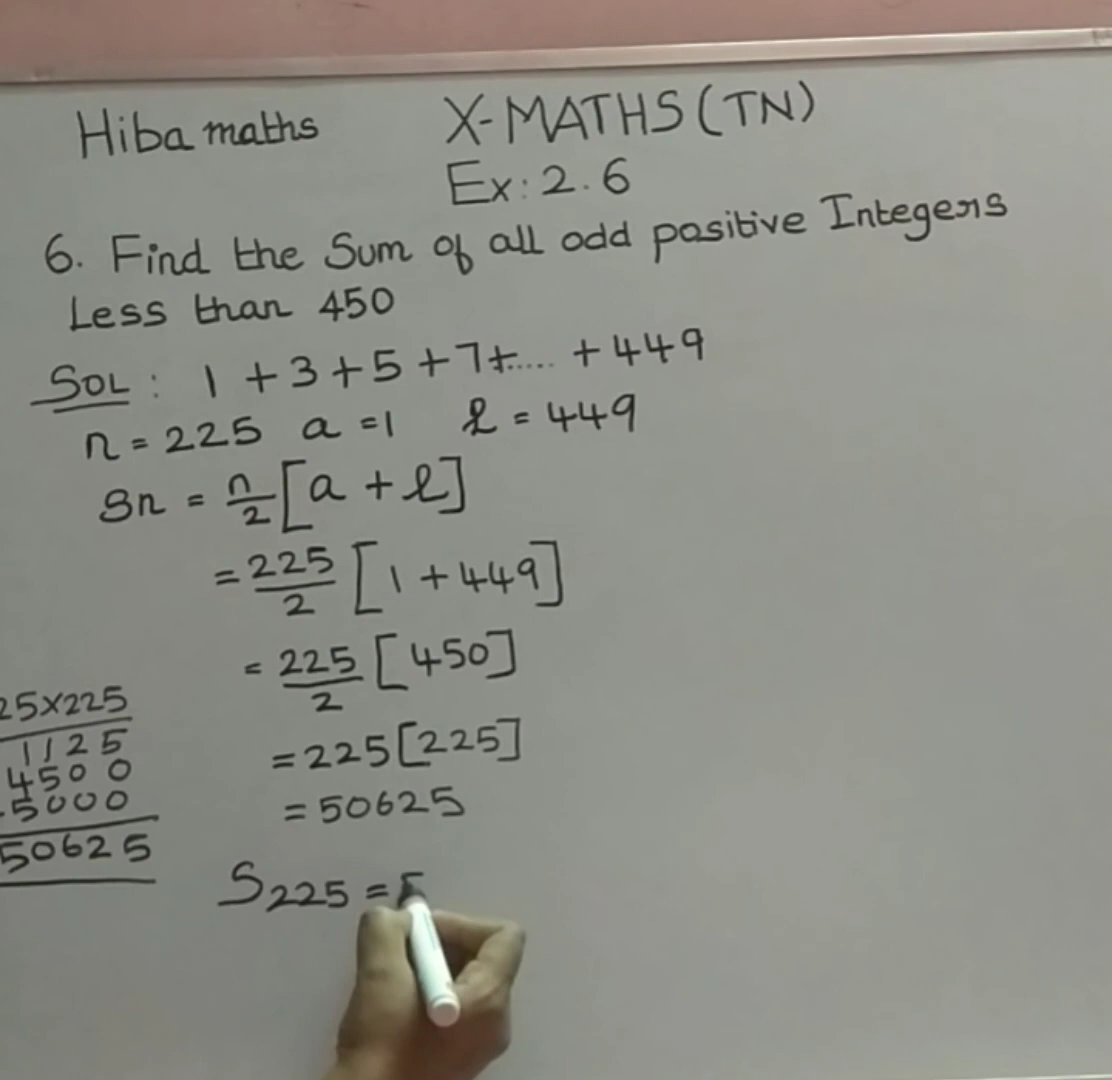 Hiba maths X-MATHS (TN)
Ex: 2.6
6. Find the Sum of all odd positive Integers
Less than 450
SOL : 1 + 3 + 5 + 7 + ..... + 449
n = 225 a = 1 l = 449
Sn = n/2 [a + l]
= 225/2 [1 + 449]
= 225/2 [450]
= 225 [225]
= 50625
S225 = 5
25×225
1125
4500
5000
50625